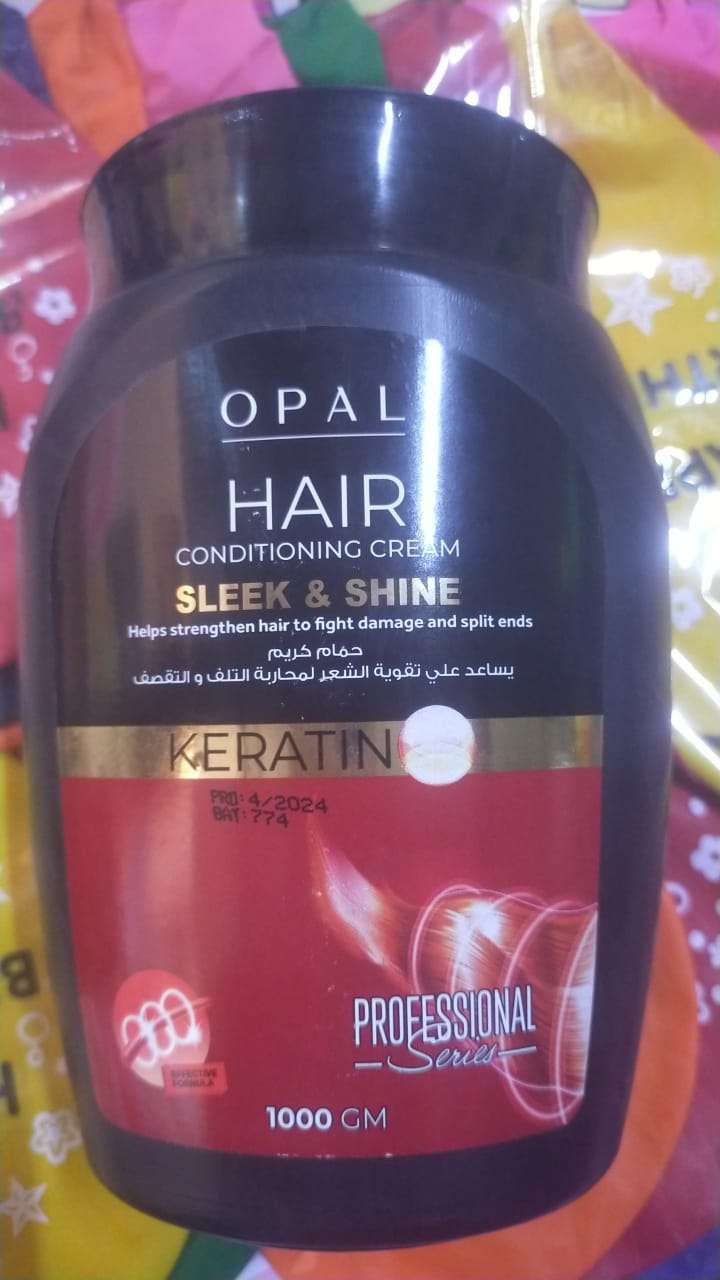 OPAL
HAIR
CONDITIONING CREAM
SLEEK & SHINE
Helps strengthen hair to fight damage and split ends
حمام كريم
يساعد علي تقوية الشعر لمحاربة التلف و التقصف
KERATIN
PRO:4/2024
BAT:774
PROFESSIONAL
Series
EFFECTIVE
FORMULA
1000 GM